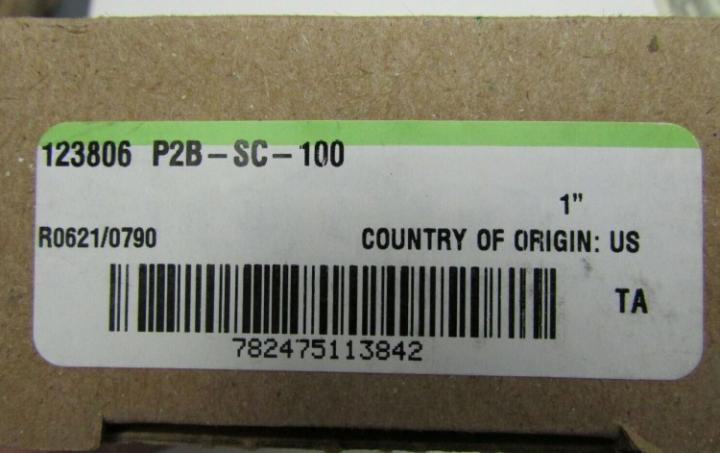 123806 P2B-SC-100
1"
R0621/0790 COUNTRY OF ORIGIN: US
TA
782475113842